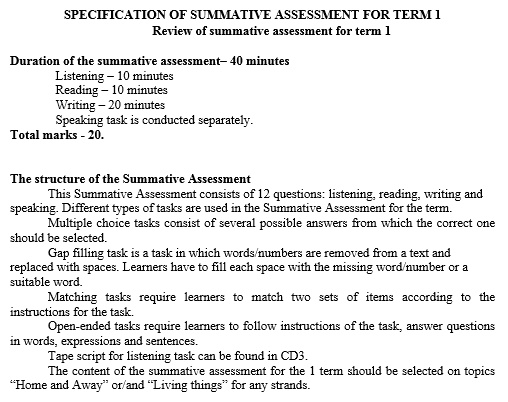 SPECIFICATION OF SUMMATIVE ASSESSMENT FOR TERM 1
Review of summative assessment for term 1
Duration of the summative assessment– 40 minutes
Listening – 10 minutes
Reading – 10 minutes
Writing – 20 minutes
Speaking task is conducted separately.
Total marks - 20.
The structure of the Summative Assessment
This Summative Assessment consists of 12 questions: listening, reading, writing and
speaking. Different types of tasks are used in the Summative Assessment for the term.
Multiple choice tasks consist of several possible answers from which the correct one
should be selected.
Gap filling task is a task in which words/numbers are removed from a text and
replaced with spaces. Learners have to fill each space with the missing word/number or a
suitable word.
Matching tasks require learners to match two sets of items according to the
instructions for the task.
Open-ended tasks require learners to follow instructions of the task, answer questions
in words, expressions and sentences.
Tape script for listening task can be found in CD3.
The content of the summative assessment for the 1 term should be selected on topics
“Home and Away” or/and “Living things” for any strands.